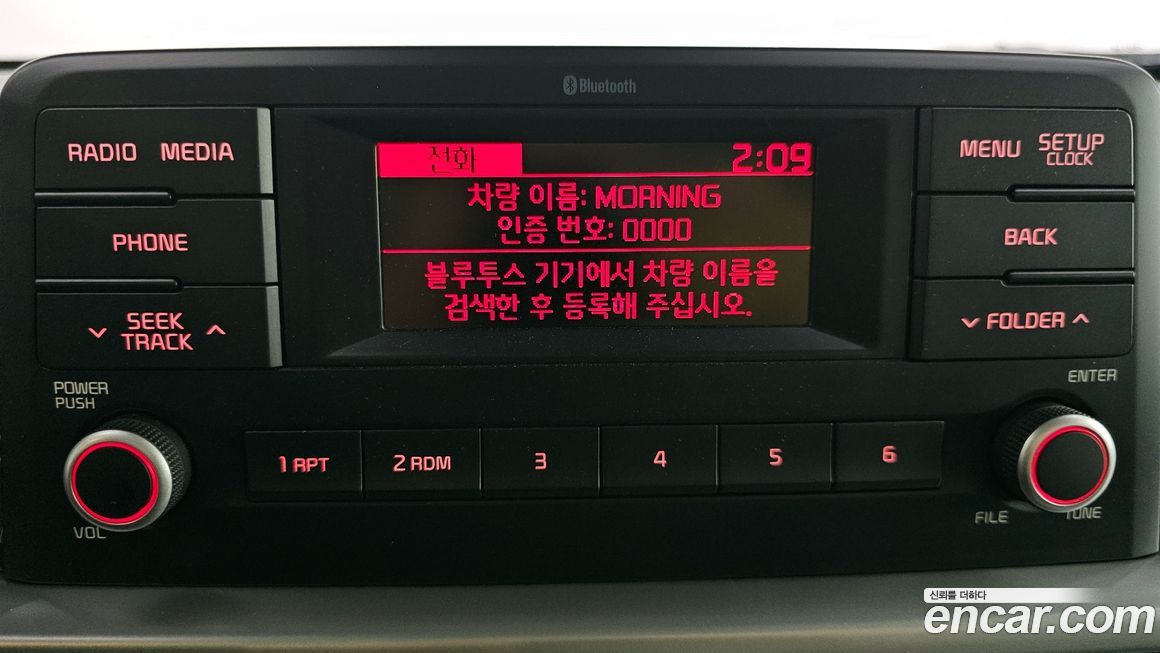 Bluetooth
RADIO MEDIA
전화 2:09
MENU SETUP
CLOCK
차량 이름: MORNING
인증 번호: 0000
PHONE
BACK
블루투스 기기에서 차량 이름을
검색한 후 등록해 주십시오.
SEEK
TRACK
FOLDER
POWER
PUSH
ENTER
1 RPT 2 RDM 3 4 5 6
VOL
FILE TUNE
신뢰를 더하다
encar.com